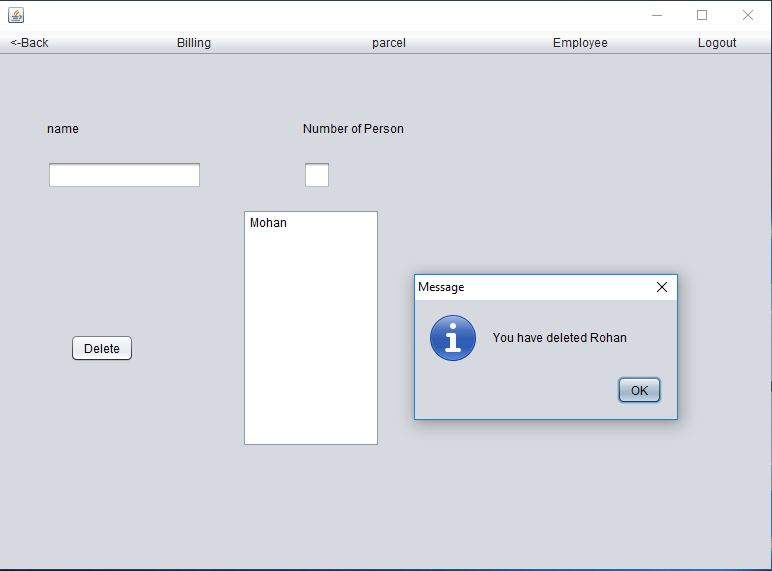 <-Back Billing parcel Employee Logout
name Number of Person
Mohan
Message
You have deleted Rohan
Delete
OK